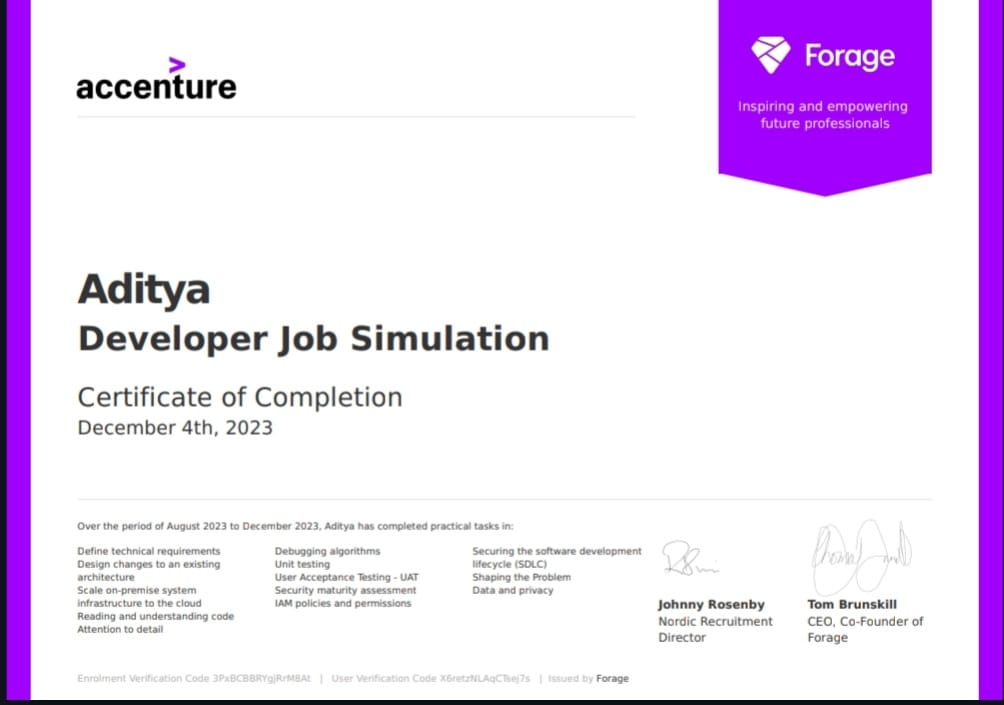 accenture
Forage
Inspiring and empowering
future professionals
Aditya
Developer Job Simulation
Certificate of Completion
December 4th, 2023
Over the period of August 2023 to December 2023, Aditya has completed practical tasks in:
Define technical requirements
Design changes to an existing
architecture
Scale on-premise system
infrastructure to the cloud
Reading and understanding code
Attention to detail
Debugging algorithms
Unit testing
User Acceptance Testing - UAT
Security maturity assessment
IAM policies and permissions
Securing the software development
lifecycle (SDLC)
Shaping the Problem
Data and privacy
Johnny Rosenby
Nordic Recruitment
Director
Tom Brunskill
CEO, Co-Founder of
Forage
Enrolment Verification Code 3PxBCBBRYgjRrM8At | User Verification Code X6retzNLAqCTsej7s | Issued by Forage